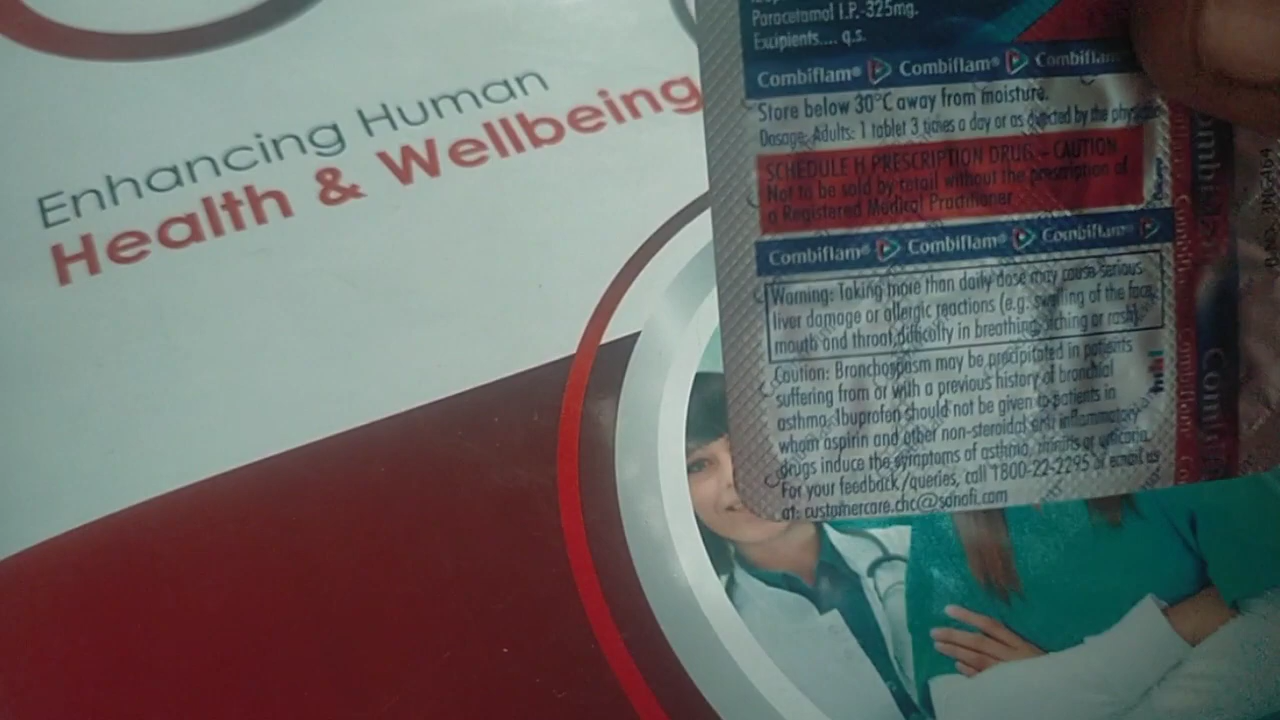 Enhancing Human
Health & Wellbeing
Paracetamol I.P.-325mg.
Excipients.... q.s.
Combiflam® Combiflam® Combiflam
Store below 30°C away from moisture.
Dosage: Adults: 1 tablet 3 times a day or as directed by the physician
SCHEDULE H PRESCRIPTION DRUG - CAUTION
Not to be sold by retail without the prescription of
a Registered Medical Practitioner
Combiflam® Combiflam® Combiflam®
Warning: Taking more than daily dose may cause serious
liver damage or allergic reactions (e.g. swelling of the face,
mouth and throat, difficulty in breathing, itching or rash).
Caution: Bronchospasm may be precipitated in patients
suffering from or with a previous history of bronchial
asthma. Ibuprofen should not be given to patients in
whom aspirin and other non-steroidal anti inflammatory
drugs induce the symptoms of asthma, rhinitis or urticaria.
For your feedback/queries, call 1800-22-2295 or email us
at: customercare.chc@sanofi.com